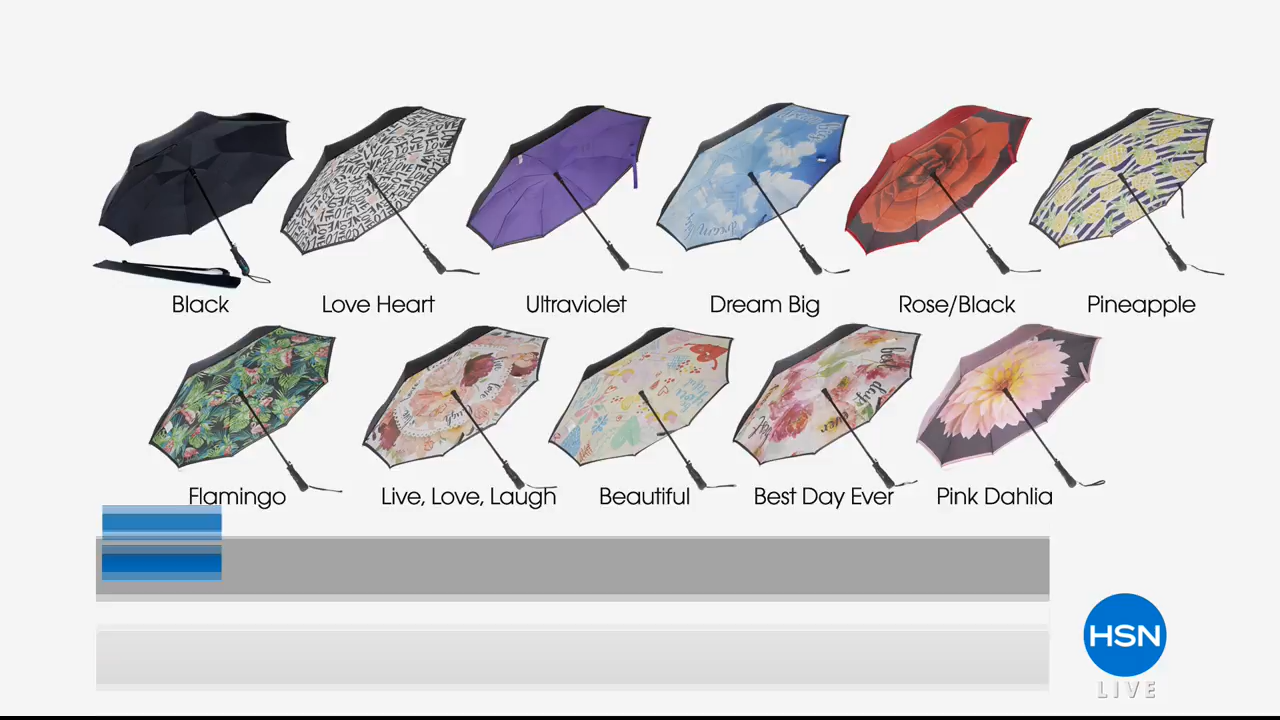 Black
Love Heart
Ultraviolet
Dream Big
Rose/Black
Pineapple
Flamingo
Live, Love, Laugh
Beautiful
Best Day Ever
Pink Dahlia
HSN
LIVE